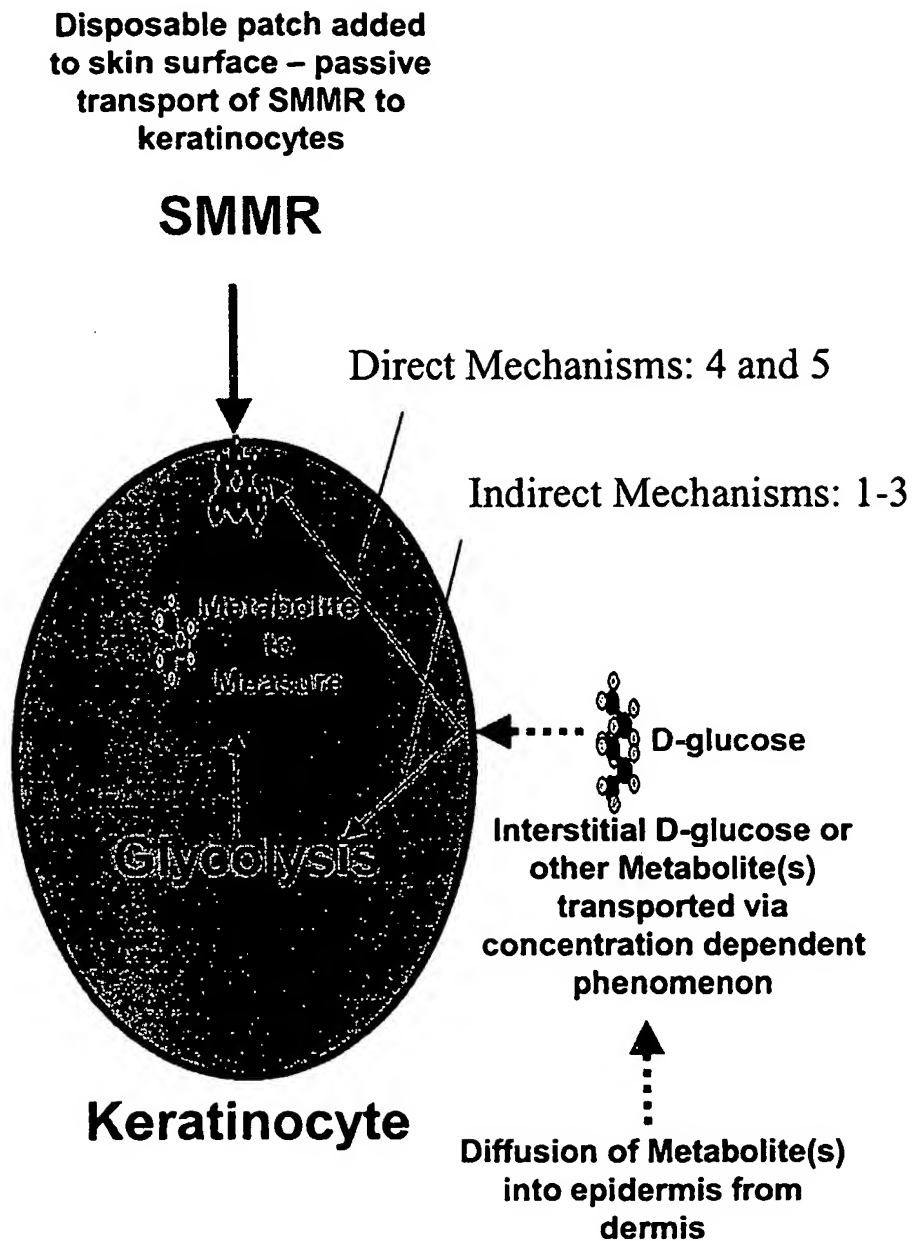 Disposable patch added
to skin surface – passive
transport of SMMR to
keratinocytes
SMMR
Direct Mechanisms: 4 and 5
Indirect Mechanisms: 1-3
Metabolite
to
Measure
Glycolysis
D-glucose
Interstitial D-glucose or
other Metabolite(s)
transported via
concentration dependent
phenomenon
Keratinocyte
Diffusion of Metabolite(s)
into epidermis from
dermis